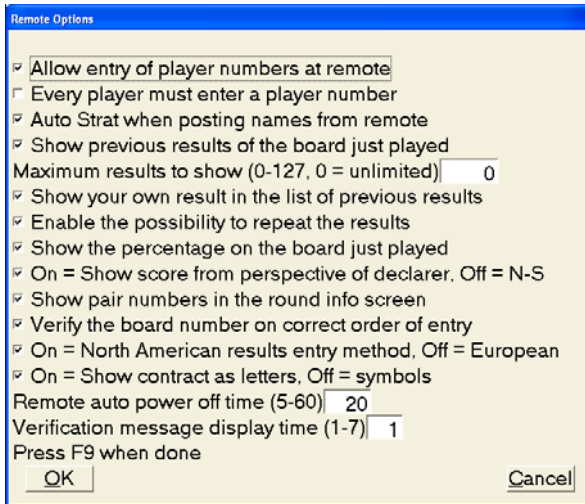 Remote Options
Allow entry of player numbers at remote
Every player must enter a player number
Auto Strat when posting names from remote
Show previous results of the board just played
Maximum results to show (0-127, 0 = unlimited) 0
Show your own result in the list of previous results
Enable the possibility to repeat the results
Show the percentage on the board just played
On = Show score from perspective of declarer, Off = N-S
Show pair numbers in the round info screen
Verify the board number on correct order of entry
On = North American results entry method, Off = European
On = Show contract as letters, Off = symbols
Remote auto power off time (5-60) 20
Verification message display time (1-7) 1
Press F9 when done
OK Cancel